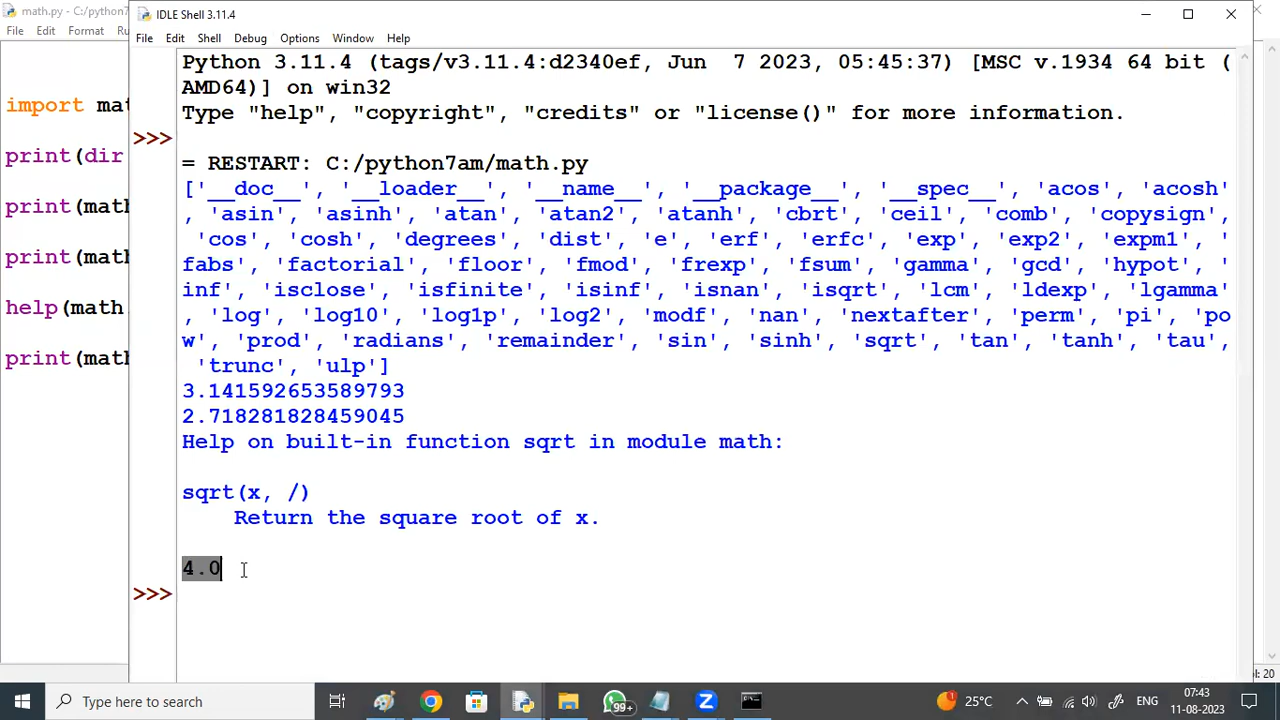 math.py - C:/python7
IDLE Shell 3.11.4
File Edit Format Ru
File Edit Shell Debug Options Window Help
import mat
print(dir
print(math
print(math
help(math
print(math
Python 3.11.4 (tags/v3.11.4:d2340ef, Jun  7 2023, 05:45:37) [MSC v.1934 64 bit (
AMD64)] on win32
Type "help", "copyright", "credits" or "license()" for more information.
>>>
= RESTART: C:/python7am/math.py
['__doc__', '__loader__', '__name__', '__package__', '__spec__', 'acos', 'acosh'
, 'asin', 'asinh', 'atan', 'atan2', 'atanh', 'cbrt', 'ceil', 'comb', 'copysign',
'cos', 'cosh', 'degrees', 'dist', 'e', 'erf', 'erfc', 'exp', 'exp2', 'expm1', '
fabs', 'factorial', 'floor', 'fmod', 'frexp', 'fsum', 'gamma', 'gcd', 'hypot', '
inf', 'isclose', 'isfinite', 'isinf', 'isnan', 'isqrt', 'lcm', 'ldexp', 'lgamma'
, 'log', 'log10', 'log1p', 'log2', 'modf', 'nan', 'nextafter', 'perm', 'pi', 'po
w', 'prod', 'radians', 'remainder', 'sin', 'sinh', 'sqrt', 'tan', 'tanh', 'tau',
'trunc', 'ulp']
3.141592653589793
2.718281828459045
Help on built-in function sqrt in module math:
sqrt(x, /)
Return the square root of x.
4.0
>>>
: 20
Type here to search
99+
1
25°C
ENG
07:43
11-08-2023